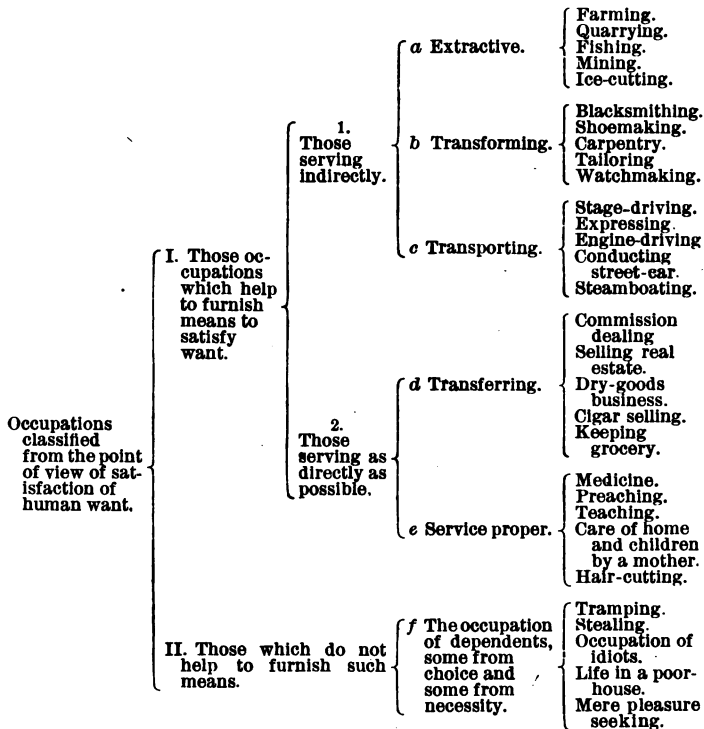 Occupations
classified
from the point
of view of sat-
isfaction of
human want.
I. Those oc-
cupations
which help
to furnish
means to
satisfy
want.
1.
Those
serving
indirectly.
a Extractive.
Farming.
Quarrying.
Fishing.
Mining.
Ice-cutting.
b Transforming.
Blacksmithing.
Shoemaking.
Carpentry.
Tailoring
Watchmaking.
c Transporting.
Stage-driving.
Expressing.
Engine-driving
Conducting
street-car.
Steamboating.
2.
Those
serving as
directly as
possible.
d Transferring.
Commission
dealing
Selling real
estate.
Dry-goods
business.
Cigar selling.
Keeping
grocery.
e Service proper.
Medicine.
Preaching.
Teaching.
Care of home
and children
by a mother.
Hair-cutting.
II. Those which do not
help to furnish such
means.
f The occupation
of dependents,
some from
choice and
some from
necessity.
Tramping.
Stealing.
Occupation of
idiots.
Life in a poor-
house.
Mere pleasure
seeking.